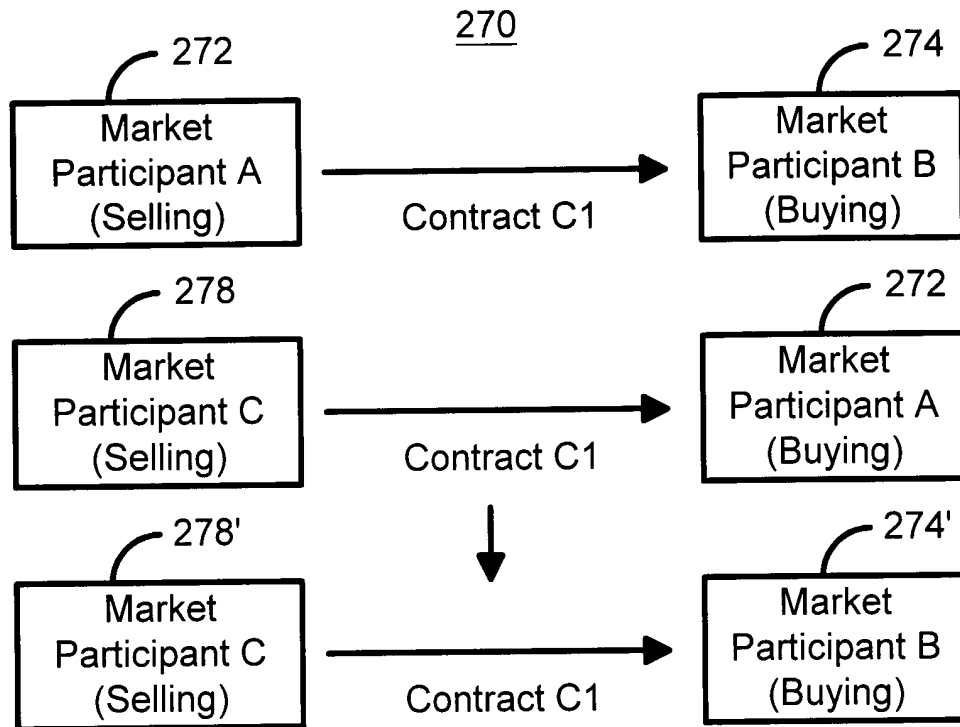 270
272
274
Market
Participant A
(Selling)
Contract C1
Market
Participant B
(Buying)
278
272
Market
Participant C
(Selling)
Contract C1
Market
Participant A
(Buying)
278'
274'
Market
Participant C
(Selling)
Contract C1
Market
Participant B
(Buying)